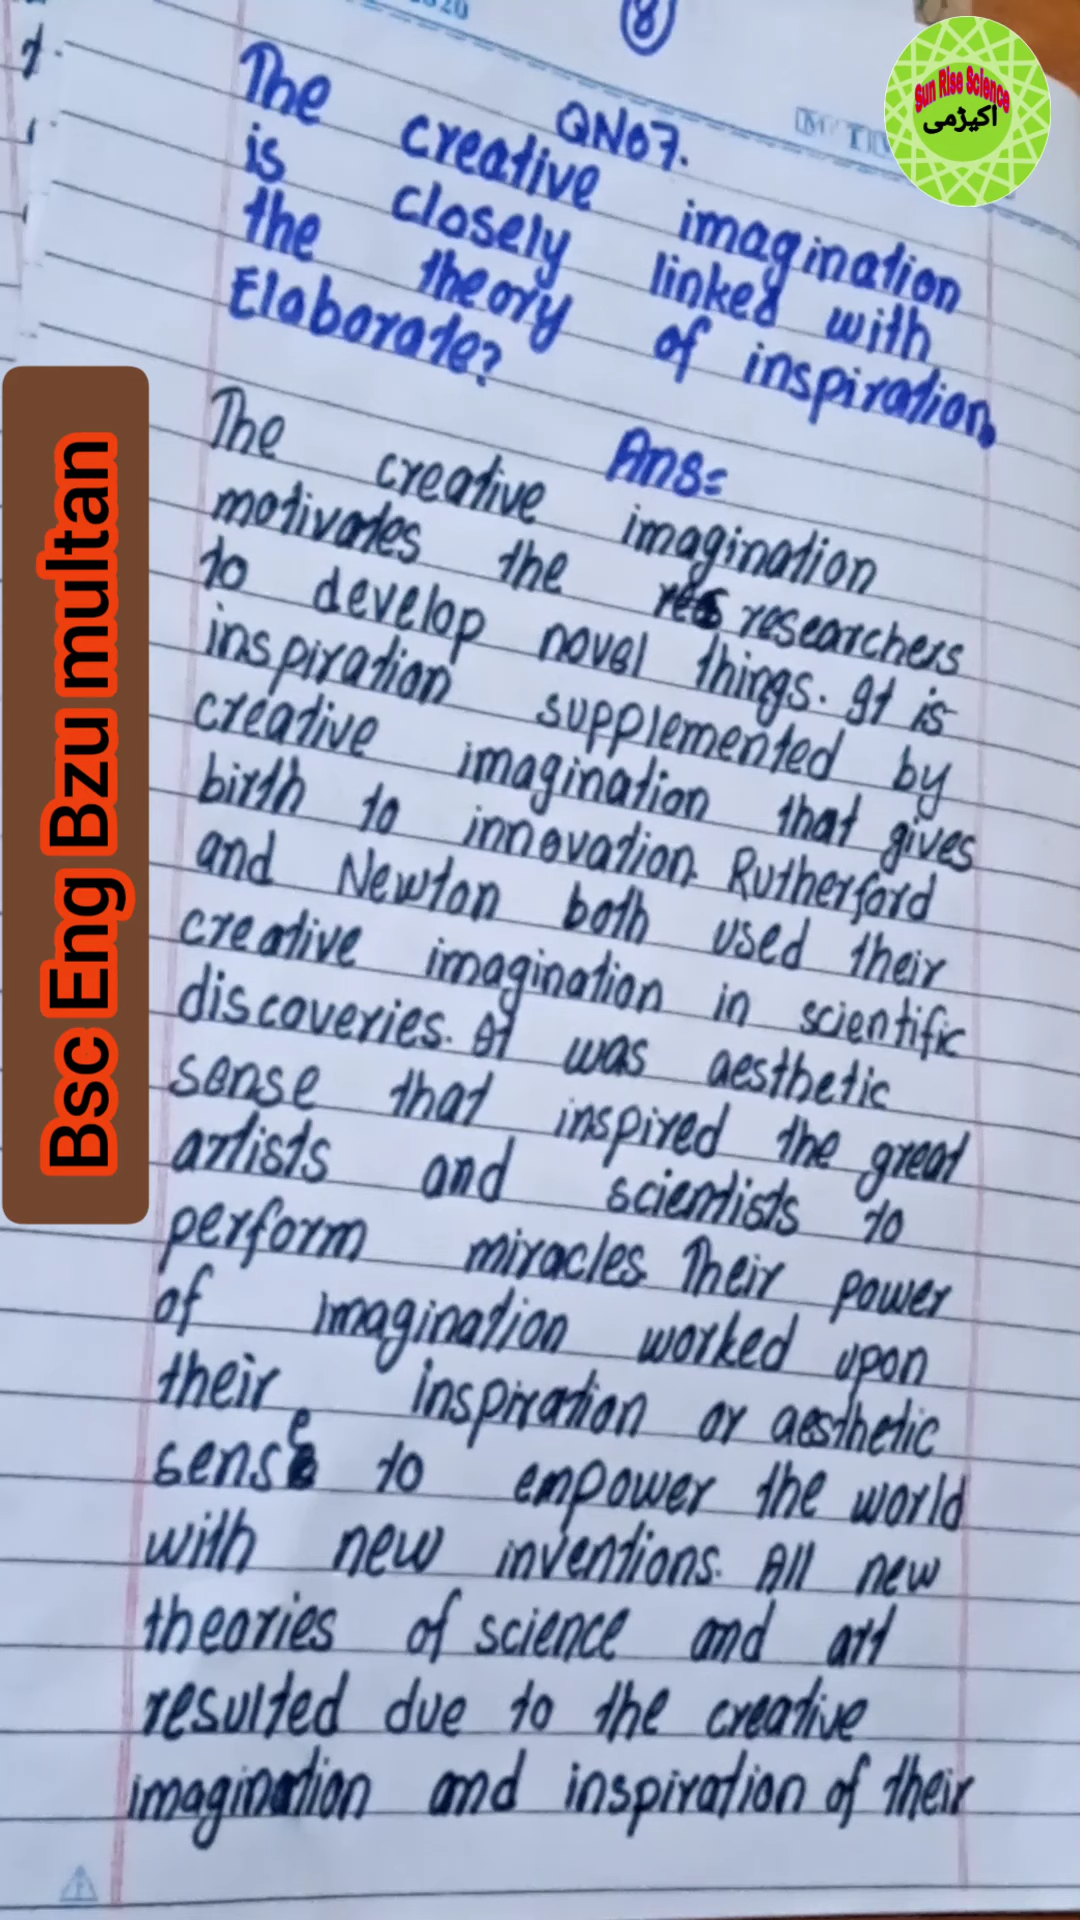 8
Sun Rise Science
اکیڈمی
QNo7.
The creative imagination
is closely linked with
the theory of inspiration.
Elaborate?
Ans=
The creative imagination
motivates the researchers
to develop novel things. It is
inspiration supplemented by
creative imagination that gives
birth to innovation. Rutherford
and Newton both used their
creative imagination in scientific
discoveries. It was aesthetic
sense that inspired the great
artists and scientists to
perform miracles. Their power
of imagination worked upon
their inspiration or aesthetic
sense to empower the world
with new inventions. All new
theories of science and art
resulted due to the creative
imagination and inspiration of their
Bsc Eng Bzu multan